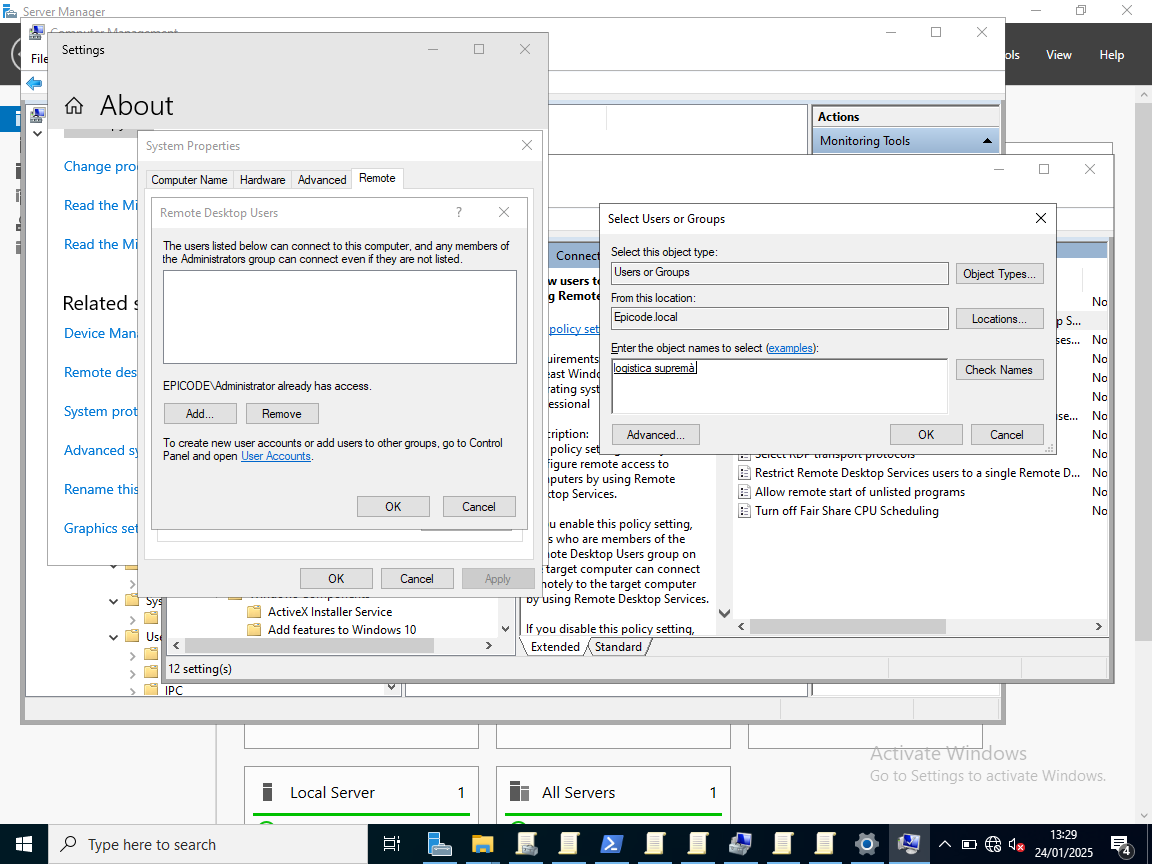 Server Manager
Computer Management
File
Tools
View
Help
Settings
About
Change pro
Read the Mi
Read the Mi
Related s
Device Man
Remote des
System prot
Advanced sy
Rename this
Graphics set
System Properties
Computer Name
Hardware
Advanced
Remote
Remote Desktop Users
?
The users listed below can connect to this computer, and any members of
the Administrators group can connect even if they are not listed.
EPICODE\Administrator already has access.
Add...
Remove
To create new user accounts or add users to other groups, go to Control
Panel and open User Accounts.
OK
Cancel
OK
Cancel
Apply
Actions
Monitoring Tools
Select Users or Groups
Select this object type:
Users or Groups
Object Types...
From this location:
Epicode.local
Locations...
Enter the object names to select (examples):
logistica supremà
Check Names
Advanced...
OK
Cancel
Connect
w users to
g Remote
policy set
uirements
east Windo
rating syst
essional
cription:
policy sett
figure remote access to
puters by using Remote
ktop Services.
u enable this policy setting,
s who are members of the
note Desktop Users group on
target computer can connect
notely to the target computer
by using Remote Desktop Services.
If you disable this policy setting,
No
p S...
No
ses...
No
No
No
No
se...
No
No
Select RDP transport protocols
No
Restrict Remote Desktop Services users to a single Remote D...
No
Allow remote start of unlisted programs
No
Turn off Fair Share CPU Scheduling
No
Sys
Use
IPC
Windows Components
ActiveX Installer Service
Add features to Windows 10
Extended
Standard
12 setting(s)
Local Server
1
All Servers
1
Activate Windows
Go to Settings to activate Windows.
Type here to search
13:29
24/01/2025
4